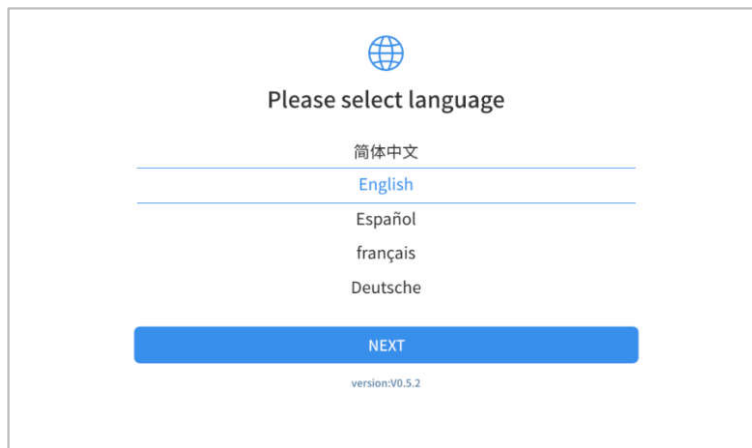 Please select language
简体中文
English
Español
français
Deutsche
NEXT
version:V0.5.2